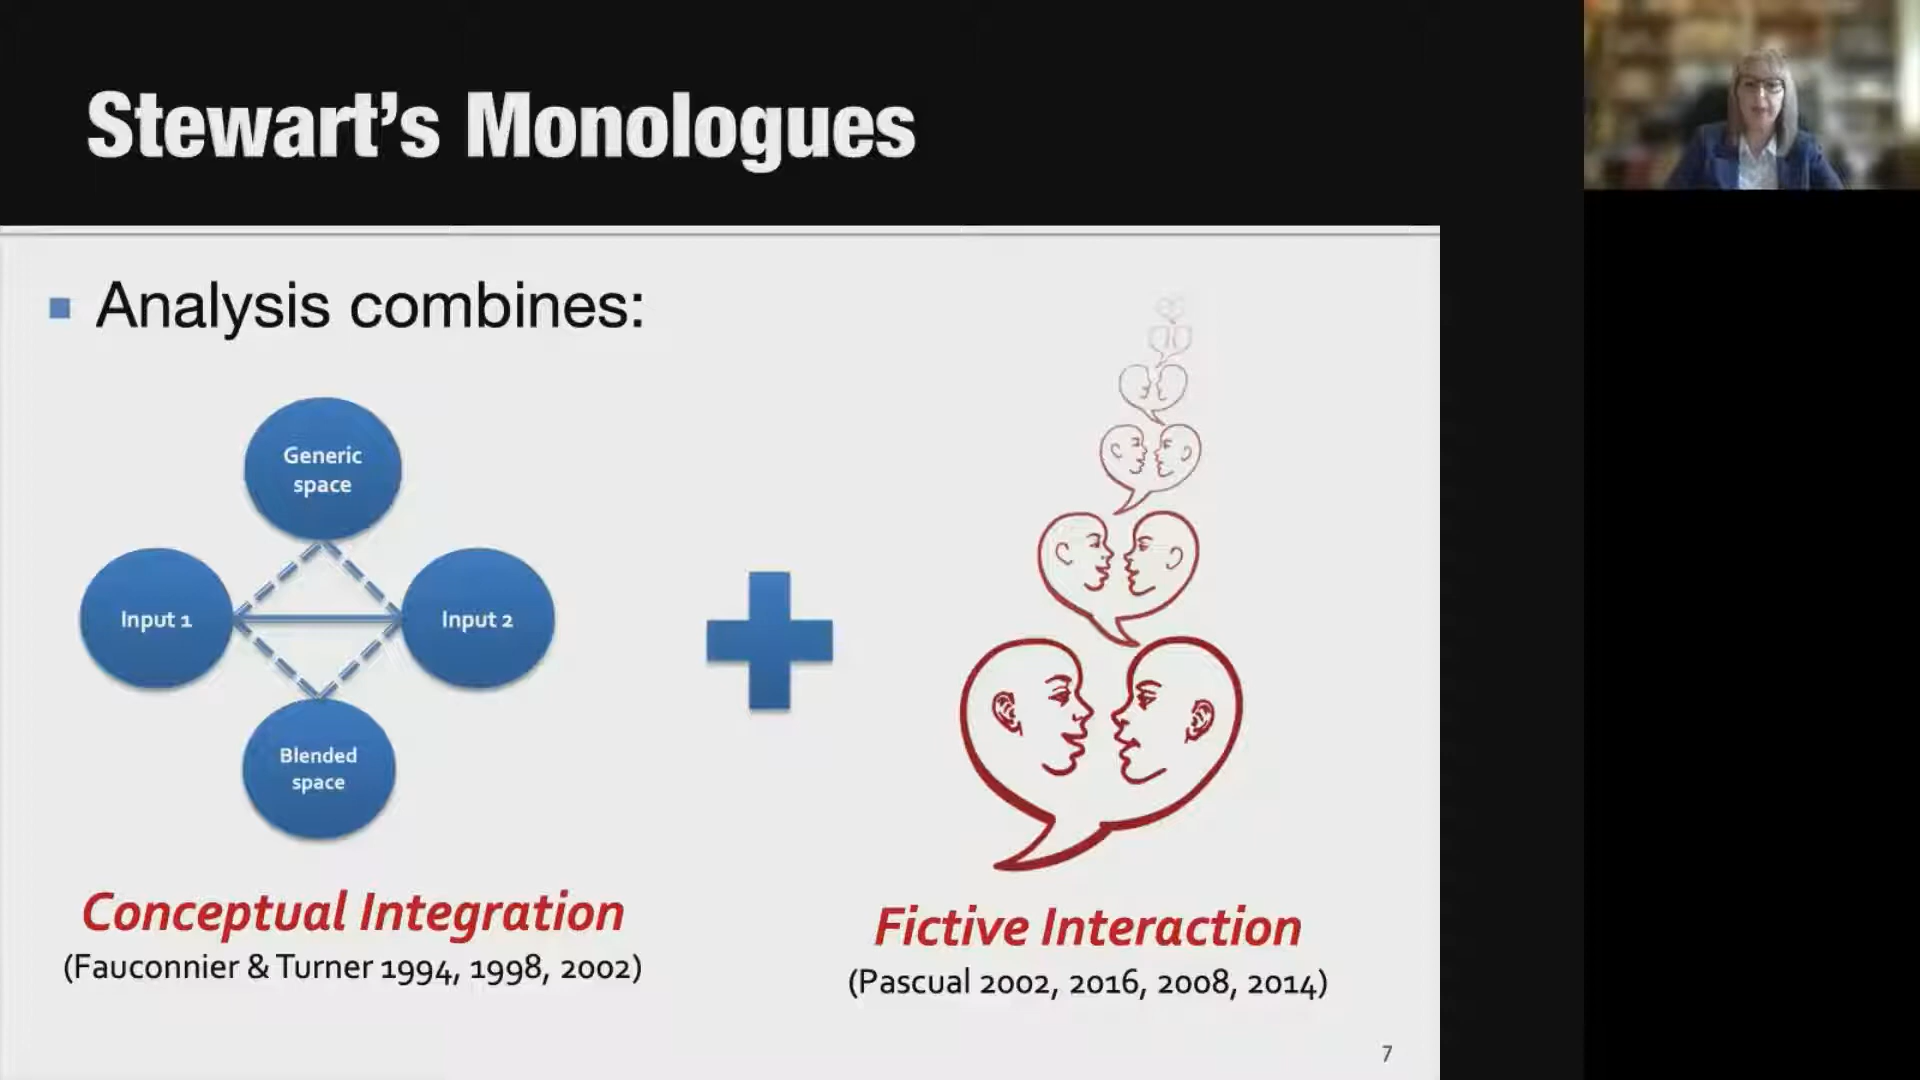 Stewart's Monologues
Analysis combines:
Generic
space
Input 1
Input 2
Blended
space
Conceptual Integration
(Fauconnier & Turner 1994, 1998, 2002)
Fictive Interaction
(Pascual 2002, 2016, 2008, 2014)
7